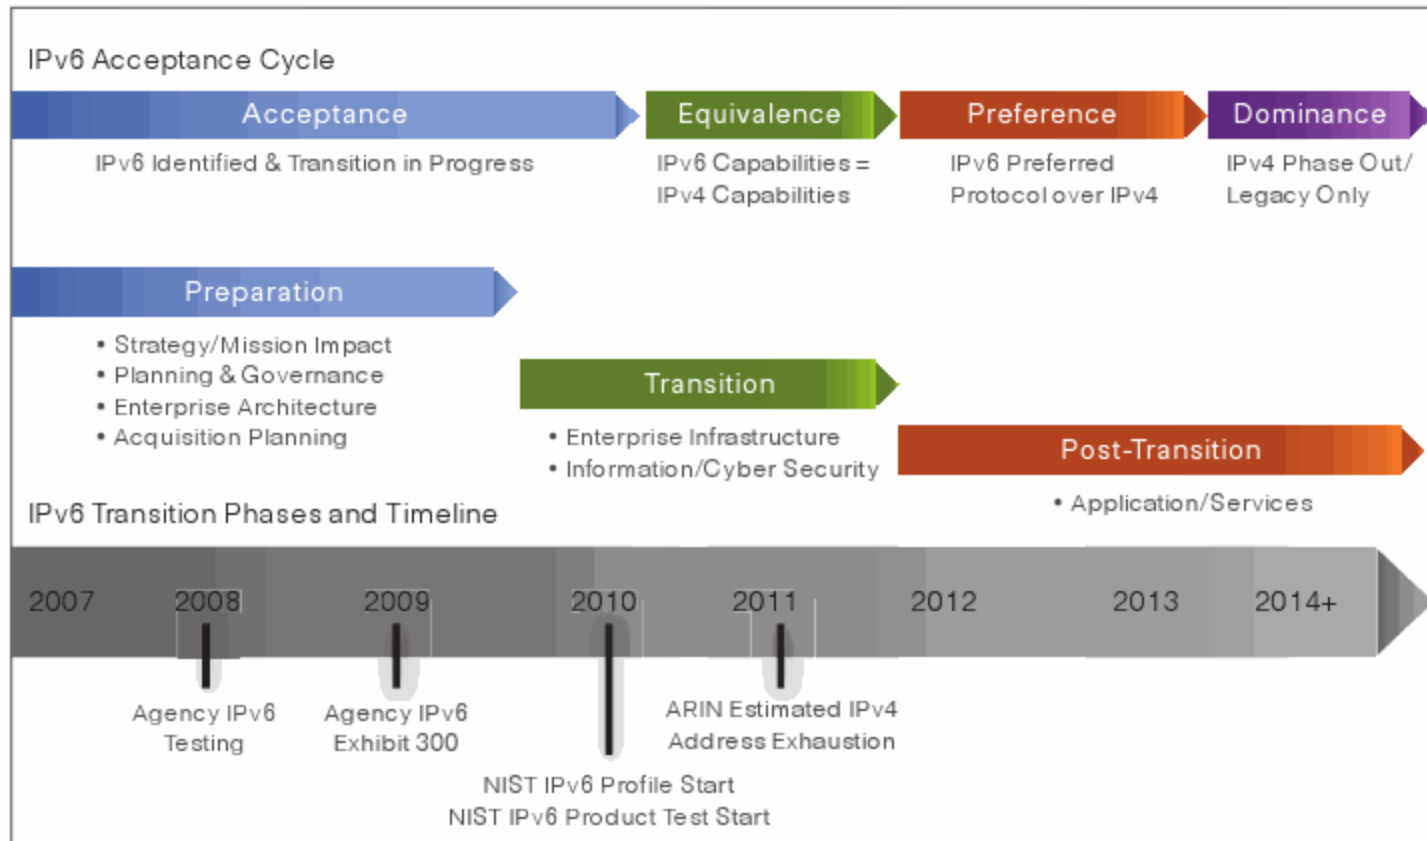 IPv6 Acceptance Cycle
Acceptance
Equivalence
Preference
Dominance
IPv6 Identified & Transition in Progress
IPv6 Capabilities =
IPv4 Capabilities
IPv6 Preferred
Protocol over IPv4
IPv4 Phase Out/
Legacy Only
Preparation
• Strategy/Mission Impact
• Planning & Governance
• Enterprise Architecture
• Acquisition Planning
Transition
• Enterprise Infrastructure
• Information/Cyber Security
Post-Transition
• Application/Services
IPv6 Transition Phases and Timeline
2007
2008
2009
2010
2011
2012
2013
2014+
Agency IPv6
Testing
Agency IPv6
Exhibit 300
NIST IPv6 Profile Start
NIST IPv6 Product Test Start
ARIN Estimated IPv4
Address Exhaustion